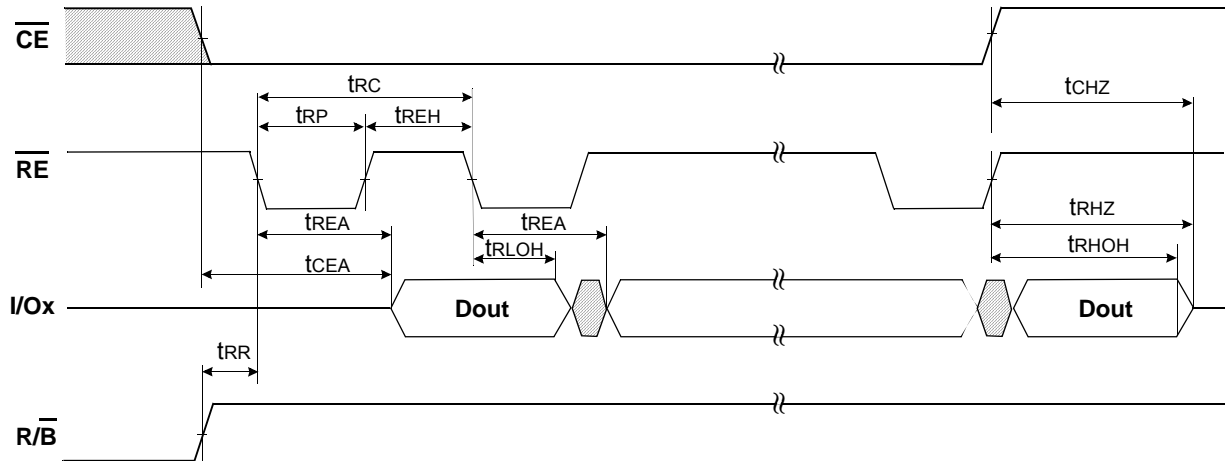 CE
tRC
tCHZ
tRP
tREH
RE
tREA
tREA
tRHZ
tRLOH
tRHOH
tCEA
I/Ox
Dout
Dout
tRR
R/B